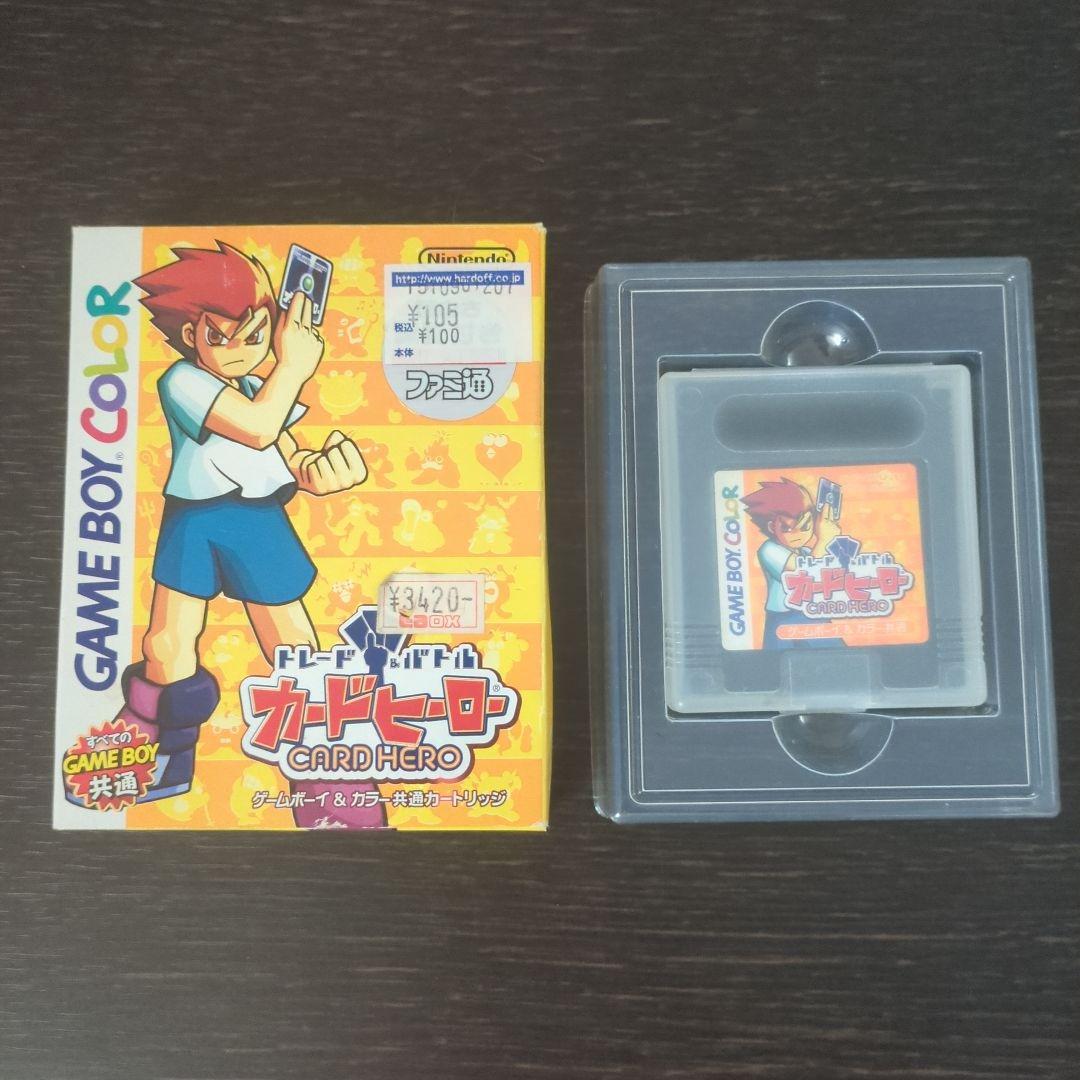 GAME BOY COLOR
Nintendo
http://www.hardoff.co.jp
¥105
税込
¥100
本体
ファミ通
¥3420-
トレード&バトル
カードヒーロー®
CARD HERO
すべての
GAME BOY
共通
ゲームボーイ & カラー共通カートリッジ
GAME BOY COLOR
トレード&バトル
カードヒーロー
CARD HERO
ゲームボーイ & カラー共通